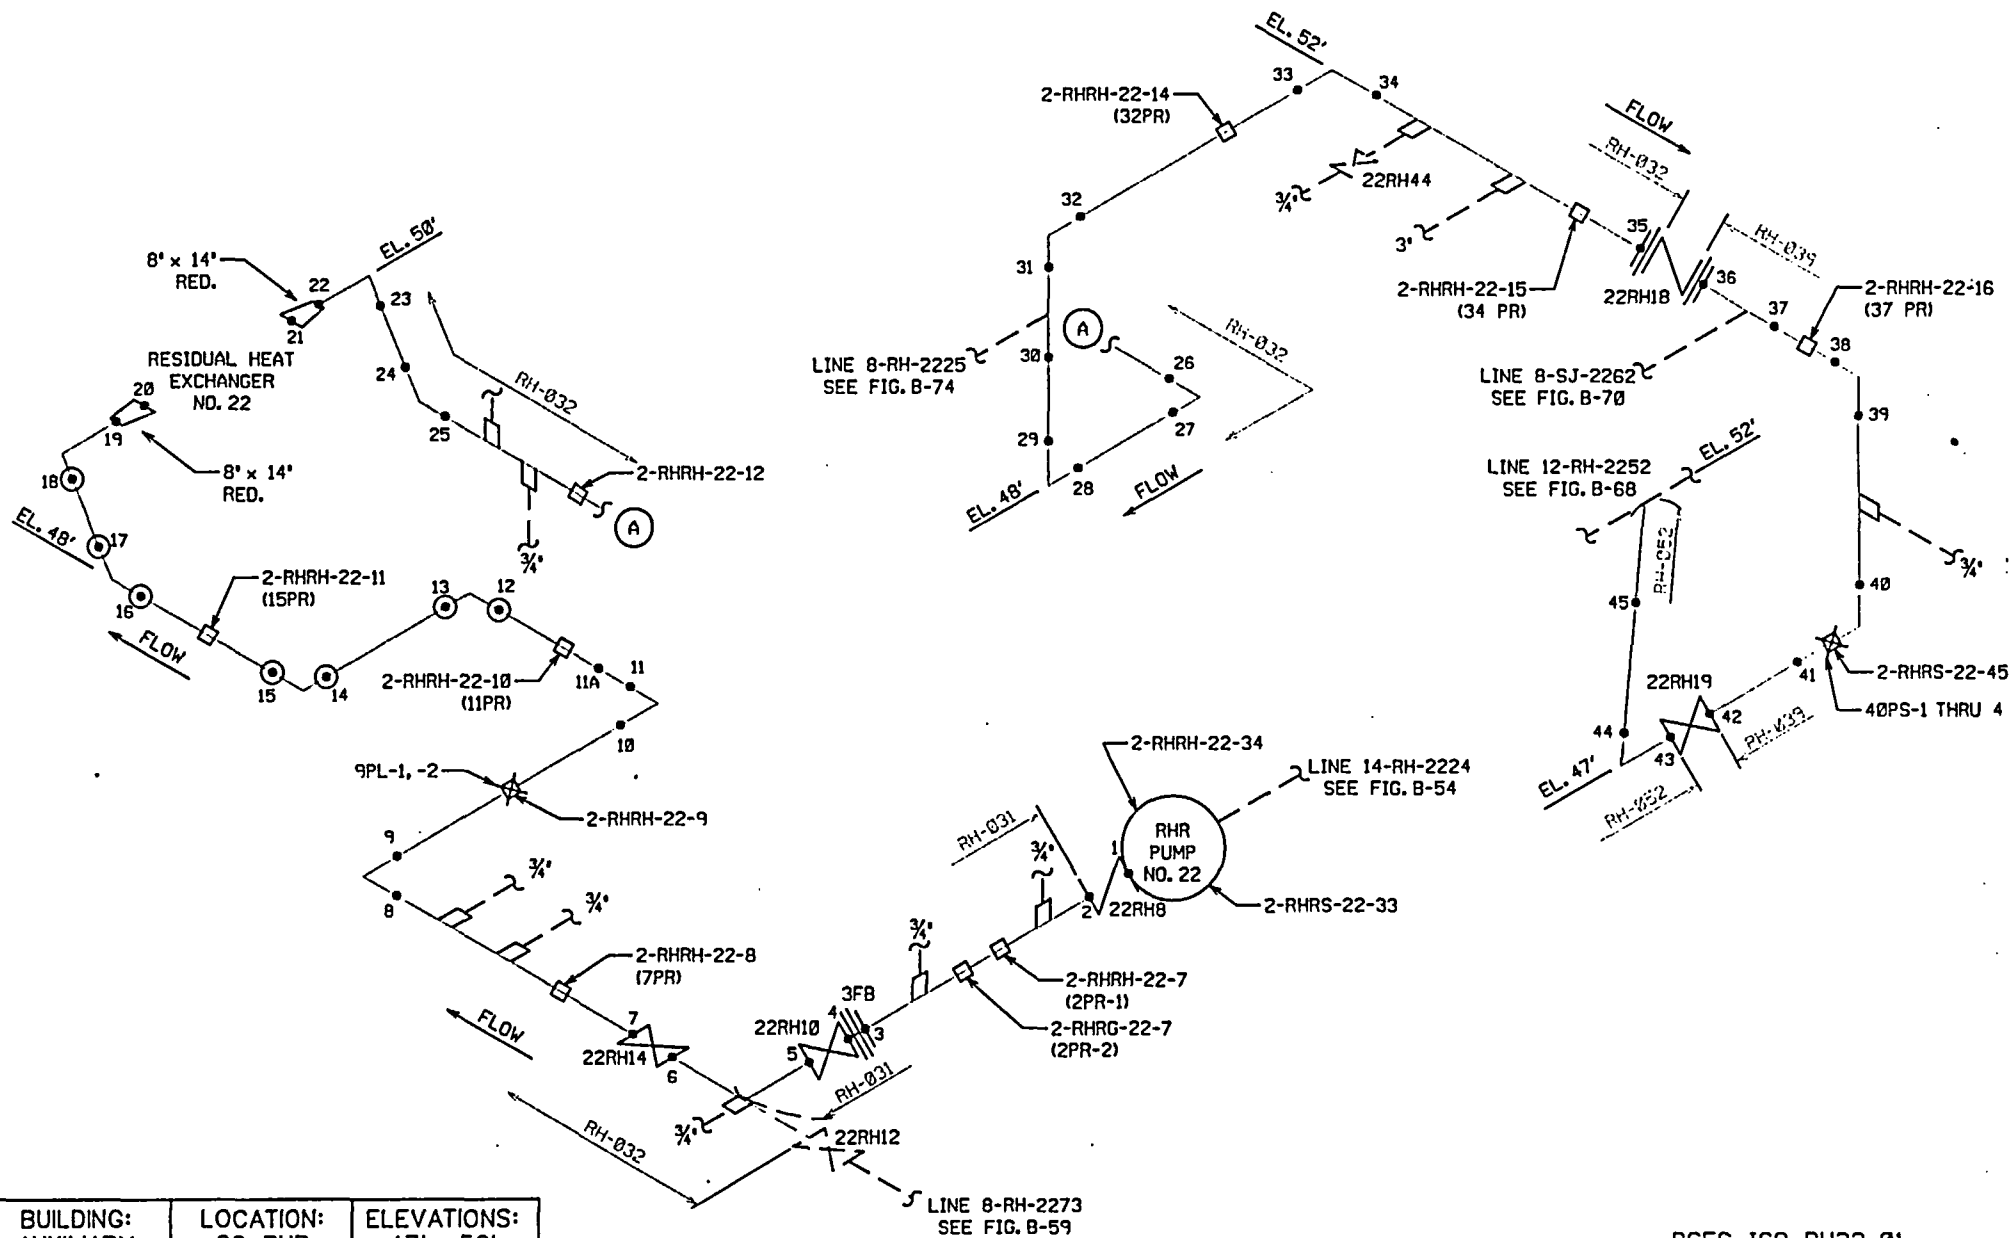 EL. 52'
33
34
2-RHRH-22-14
(32PR)
FLOW
RH-032
22RH44
3/4"
32
3"
35
2-RHRH-22-15
(34 PR)
22RH18
36
RH-039
2-RHRH-22-16
(37 PR)
37
38
31
A
30
LINE 8-RH-2225
SEE FIG. B-74
RH-032
26
27
29
28
EL. 48'
FLOW
LINE 8-SJ-2262
SEE FIG. B-70
39
EL. 52'
LINE 12-RH-2252
SEE FIG. B-68
RH-052
3/4"
40
45
41
2-RHRS-22-45
40PS-1 THRU 4
22RH19
42
RH-039
44
43
EL. 47'
RH-052
EL. 50'
8" x 14"
RED.
22
23
21
RESIDUAL HEAT
EXCHANGER
NO. 22
24
20
RH-032
19
25
2-RHRH-22-12
8" x 14"
RED.
18
A
3/4"
EL. 48'
17
2-RHRH-22-11
(15PR)
16
13
12
FLOW
15
14
2-RHRH-22-10
(11PR)
11A
11
10
9PL-1, -2
2-RHRH-22-9
9
8
3/4"
3/4"
2-RHRH-22-8
(7PR)
FLOW
7
22RH14
6
2-RHRH-22-34
LINE 14-RH-2224
SEE FIG. B-54
RHR
PUMP
NO. 22
1
RH-031
3/4"
2
22RH8
2-RHRS-22-33
3/4"
2-RHRH-22-7
(2PR-1)
2-RHRG-22-7
(2PR-2)
3FB
4
3
22RH10
5
RH-031
3/4"
22RH12
RH-032
LINE 8-RH-2273
SEE FIG. B-59
BUILDING:
LOCATION:
ELEVATIONS: